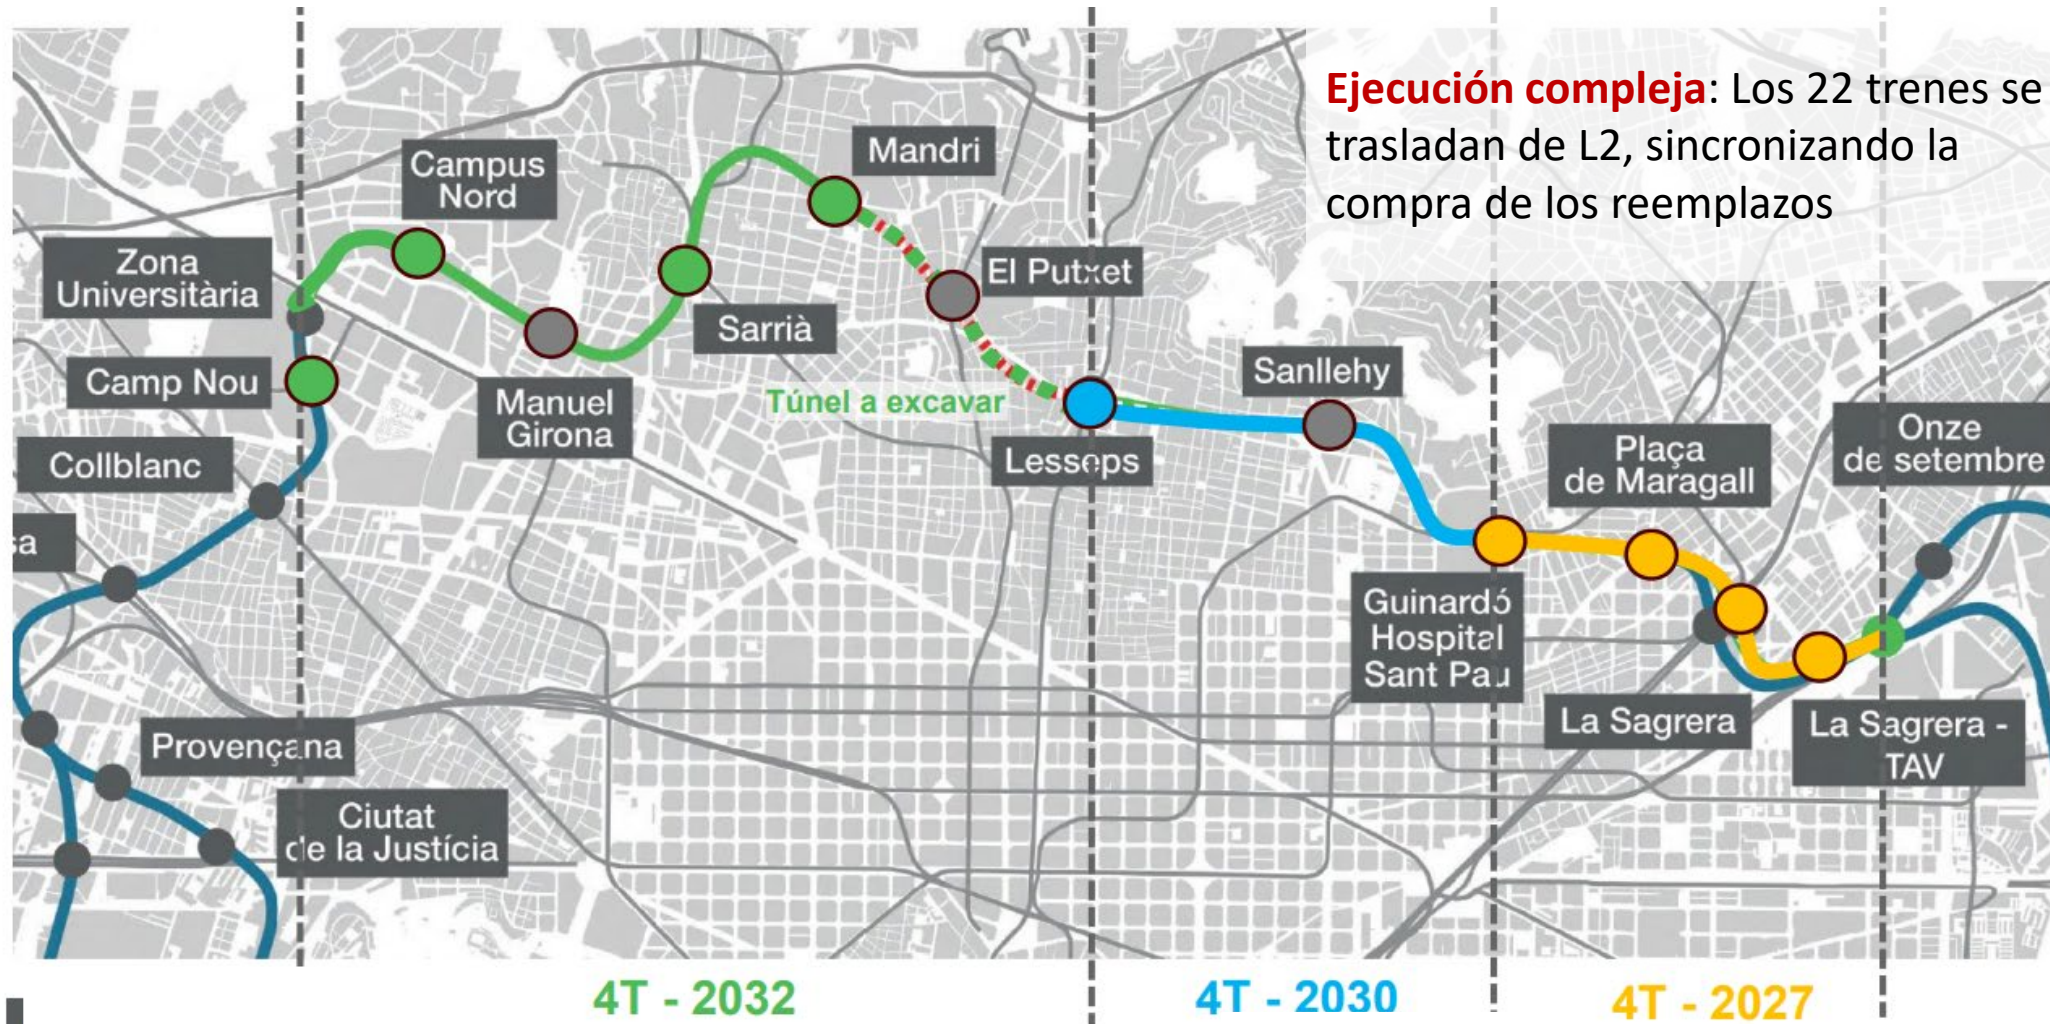 Ejecución compleja: Los 22 trenes se
trasladan de L2, sincronizando la
compra de los reemplazos
Mandri
Campus
Nord
Zona
Universitària
El Putxet
Sarrià
Camp Nou
Sanllehy
Manuel
Girona
Túnel a excavar
Lesseps
Collblanc
Plaça
de Maragall
Onze
de setembre
sa
Guinardó
Hospital
Sant Pau
La Sagrera
La Sagrera -
TAV
Provençana
Ciutat
de la Justícia
4T - 2032
4T - 2030
4T - 2027